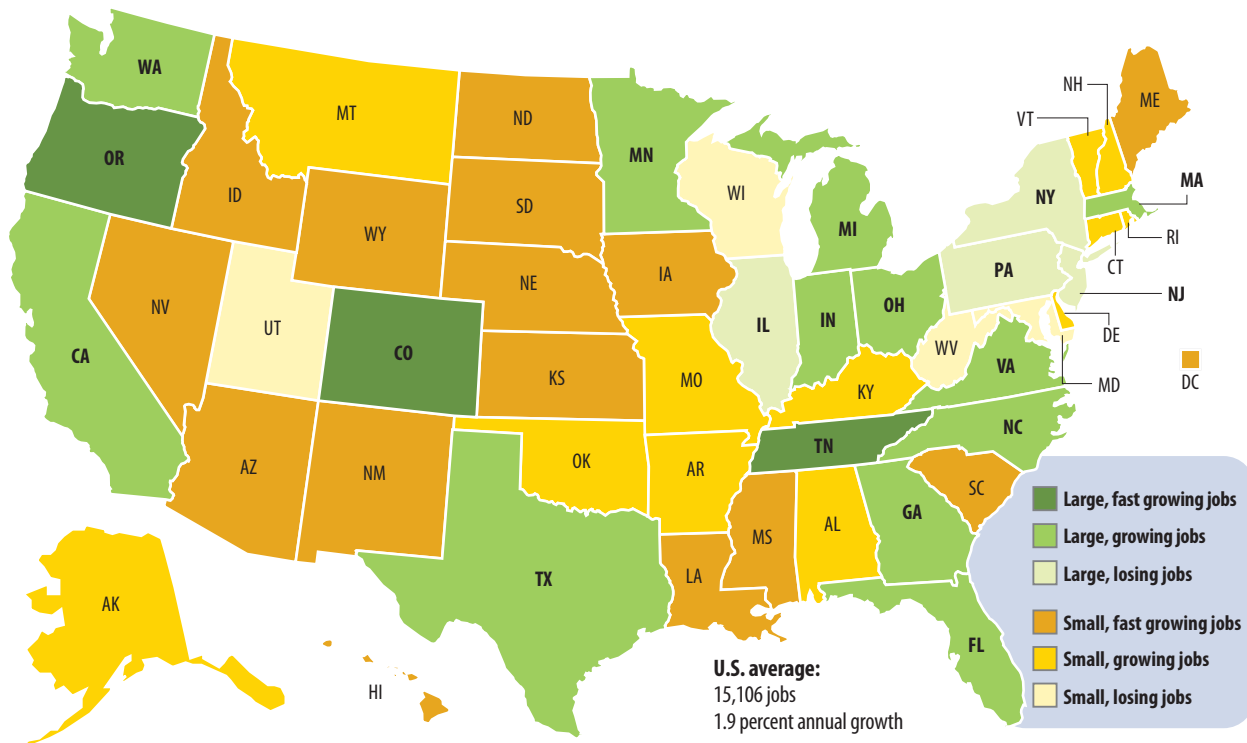 WA
MT
ND
OR
ID
WY
SD
MN
WI
MI
NH
VT
ME
NY
MA
RI
CT
NV
UT
CO
NE
IA
IL
IN
OH
PA
NJ
DE
MD
DC
CA
KS
MO
KY
WV
VA
NC
TN
AZ
NM
OK
AR
SC
MS
AL
GA
LA
TX
FL
AK
HI
Large, fast growing jobs
Large, growing jobs
Large, losing jobs
Small, fast growing jobs
Small, growing jobs
Small, losing jobs
U.S. average:
15,106 jobs
1.9 percent annual growth